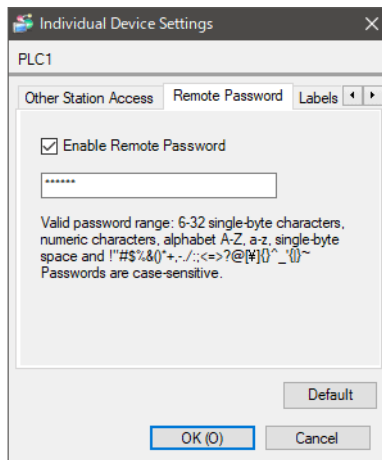 Individual Device Settings
PLC1
Other Station Access Remote Password Labels
Enable Remote Password
******
Valid password range: 6-32 single-byte characters,
numeric characters, alphabet A-Z, a-z, single-byte
space and !"#$%&()*+,-./:;<=>?@[¥]{}^_'{|}~
Passwords are case-sensitive.
Default
OK (O) Cancel